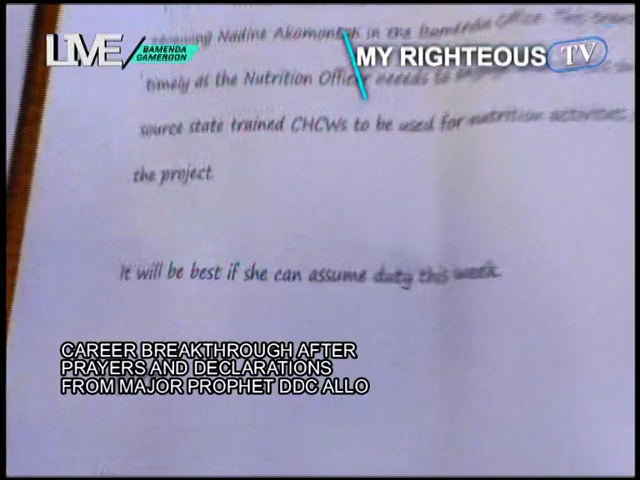 LIVE
BAMENDA
CAMEROON
MY RIGHTEOUS TV
Nadine in the Bamenda Office. This
timely as the Nutrition Officer needs to
source state trained CHCWs to be used for nutrition activities
the project.
It will be best if she can assume duty this week.
CAREER BREAKTHROUGH AFTER
PRAYERS AND DECLARATIONS
FROM MAJOR PROPHET DDC ALLO